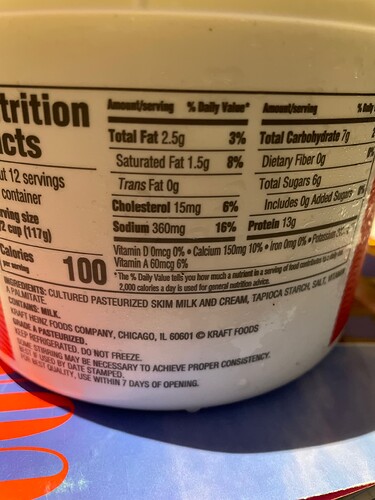 trition
cts
ut 12 servings
container
rving size
2 cup (117g)
Calories
per serving
100
Amount/serving % Daily Value*
Total Fat 2.5g 3%
Saturated Fat 1.5g 8%
Trans Fat 0g
Cholesterol 15mg 6%
Sodium 360mg 16%
Amount/serving % Daily
Total Carbohydrate 7g
Dietary Fiber 0g 0%
Total Sugars 6g
Includes 0g Added Sugars 0%
Protein 13g
Vitamin D 0mcg 0% • Calcium 150mg 10% • Iron 0mg 0% • Potassium
Vitamin A 60mcg 6%
*The % Daily Value tells you how much a nutrient in a serving of food contributes to a daily diet.
2,000 calories a day is used for general nutrition advice.
INGREDIENTS: CULTURED PASTEURIZED SKIM MILK AND CREAM, TAPIOCA STARCH, SALT, VITAMIN
A PALMITATE.
CONTAINS: MILK.
KRAFT HEINZ FOODS COMPANY, CHICAGO, IL 60601 © KRAFT FOODS
GRADE A PASTEURIZED.
KEEP REFRIGERATED. DO NOT FREEZE.
SOME STIRRING MAY BE NECESSARY TO ACHIEVE PROPER CONSISTENCY.
BEST IF USED BY DATE STAMPED.
FOR BEST QUALITY, USE WITHIN 7 DAYS OF OPENING.